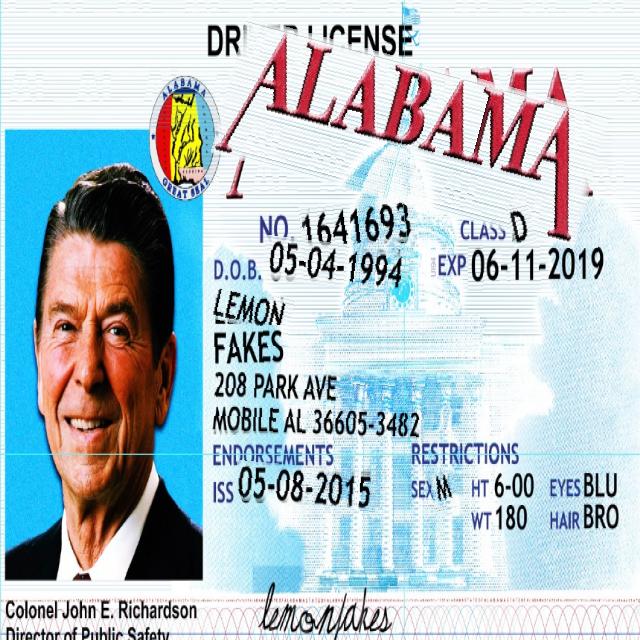 LICENSE
ALABAMA
ALABAMA
GREAT SEAL
NO. 1641693 CLASS D
D.O.B. 05-04-1994 EXP 06-11-2019
LEMON
FAKES
208 PARK AVE
MOBILE AL 36605-3482
ENDORSEMENTS RESTRICTIONS
ISS 05-08-2015 SEX M HT 6-00 EYES BLU
WT 180 HAIR BRO
Colonel John E. Richardson
Director of Public Safety
lemonfakes